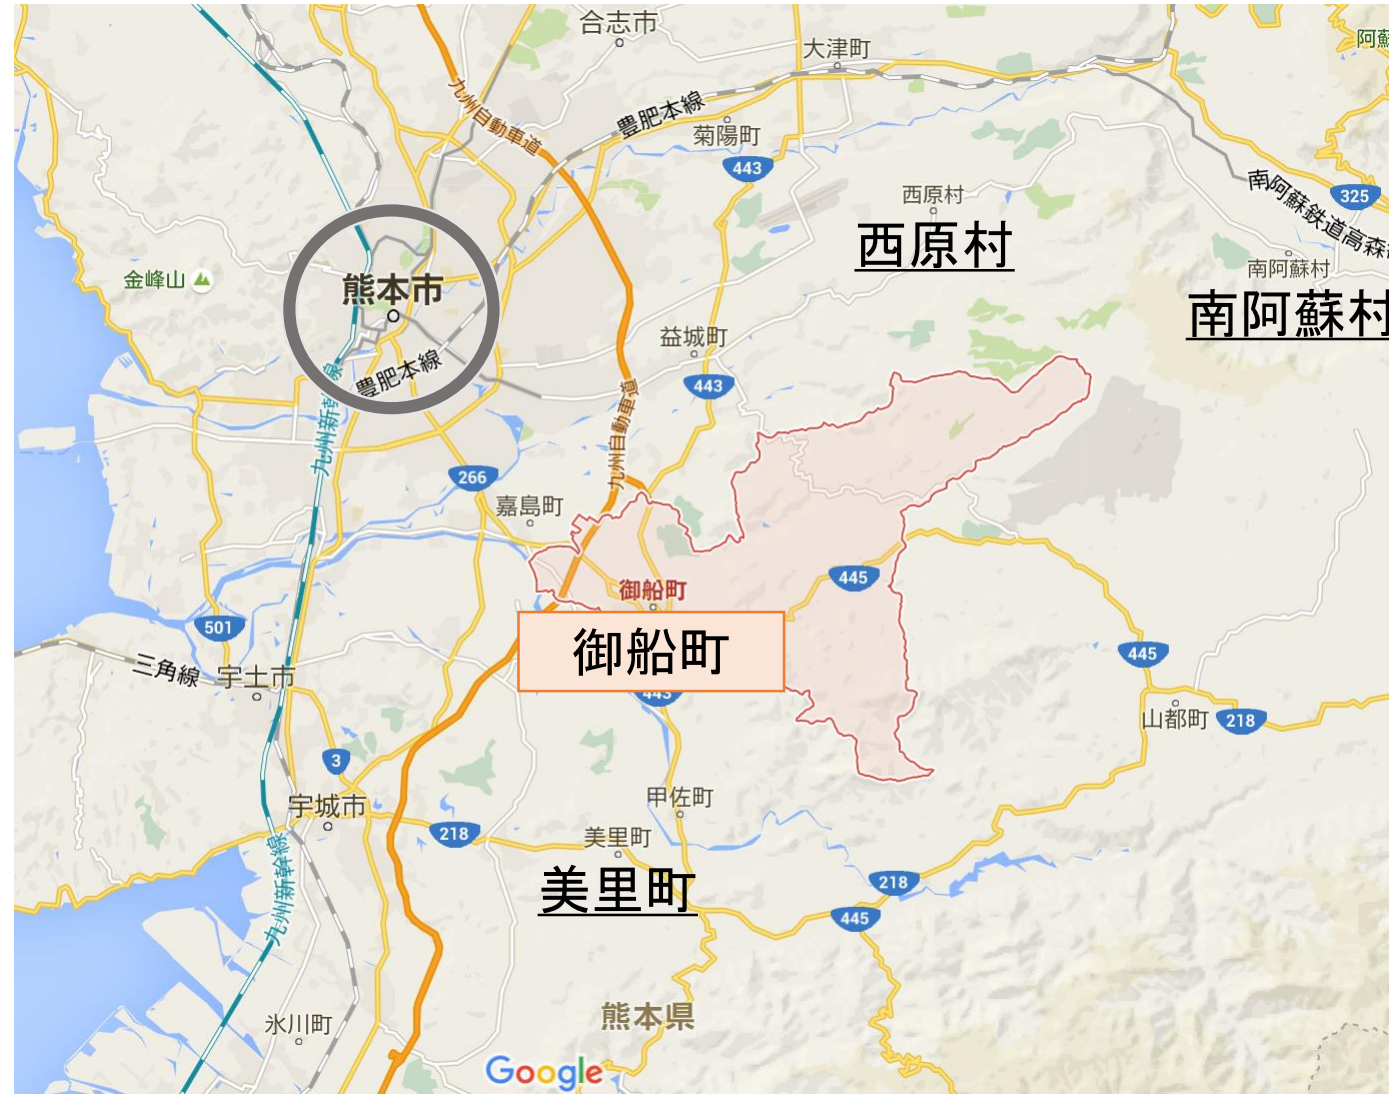 合志市
大津町
阿蘇
九州自動車道
豊肥本線
菊陽町
443
西原村
325
南阿蘇鉄道高森線
西原村
南阿蘇村
金峰山
熊本市
南阿蘇村
益城町
豊肥本線
443
九州新幹線
九州自動車道
266
嘉島町
445
御船町
501
御船町
445
三角線
宇土市
443
山都町
218
3
宇城市
甲佐町
218
美里町
美里町
218
445
九州新幹線
熊本県
氷川町
Google